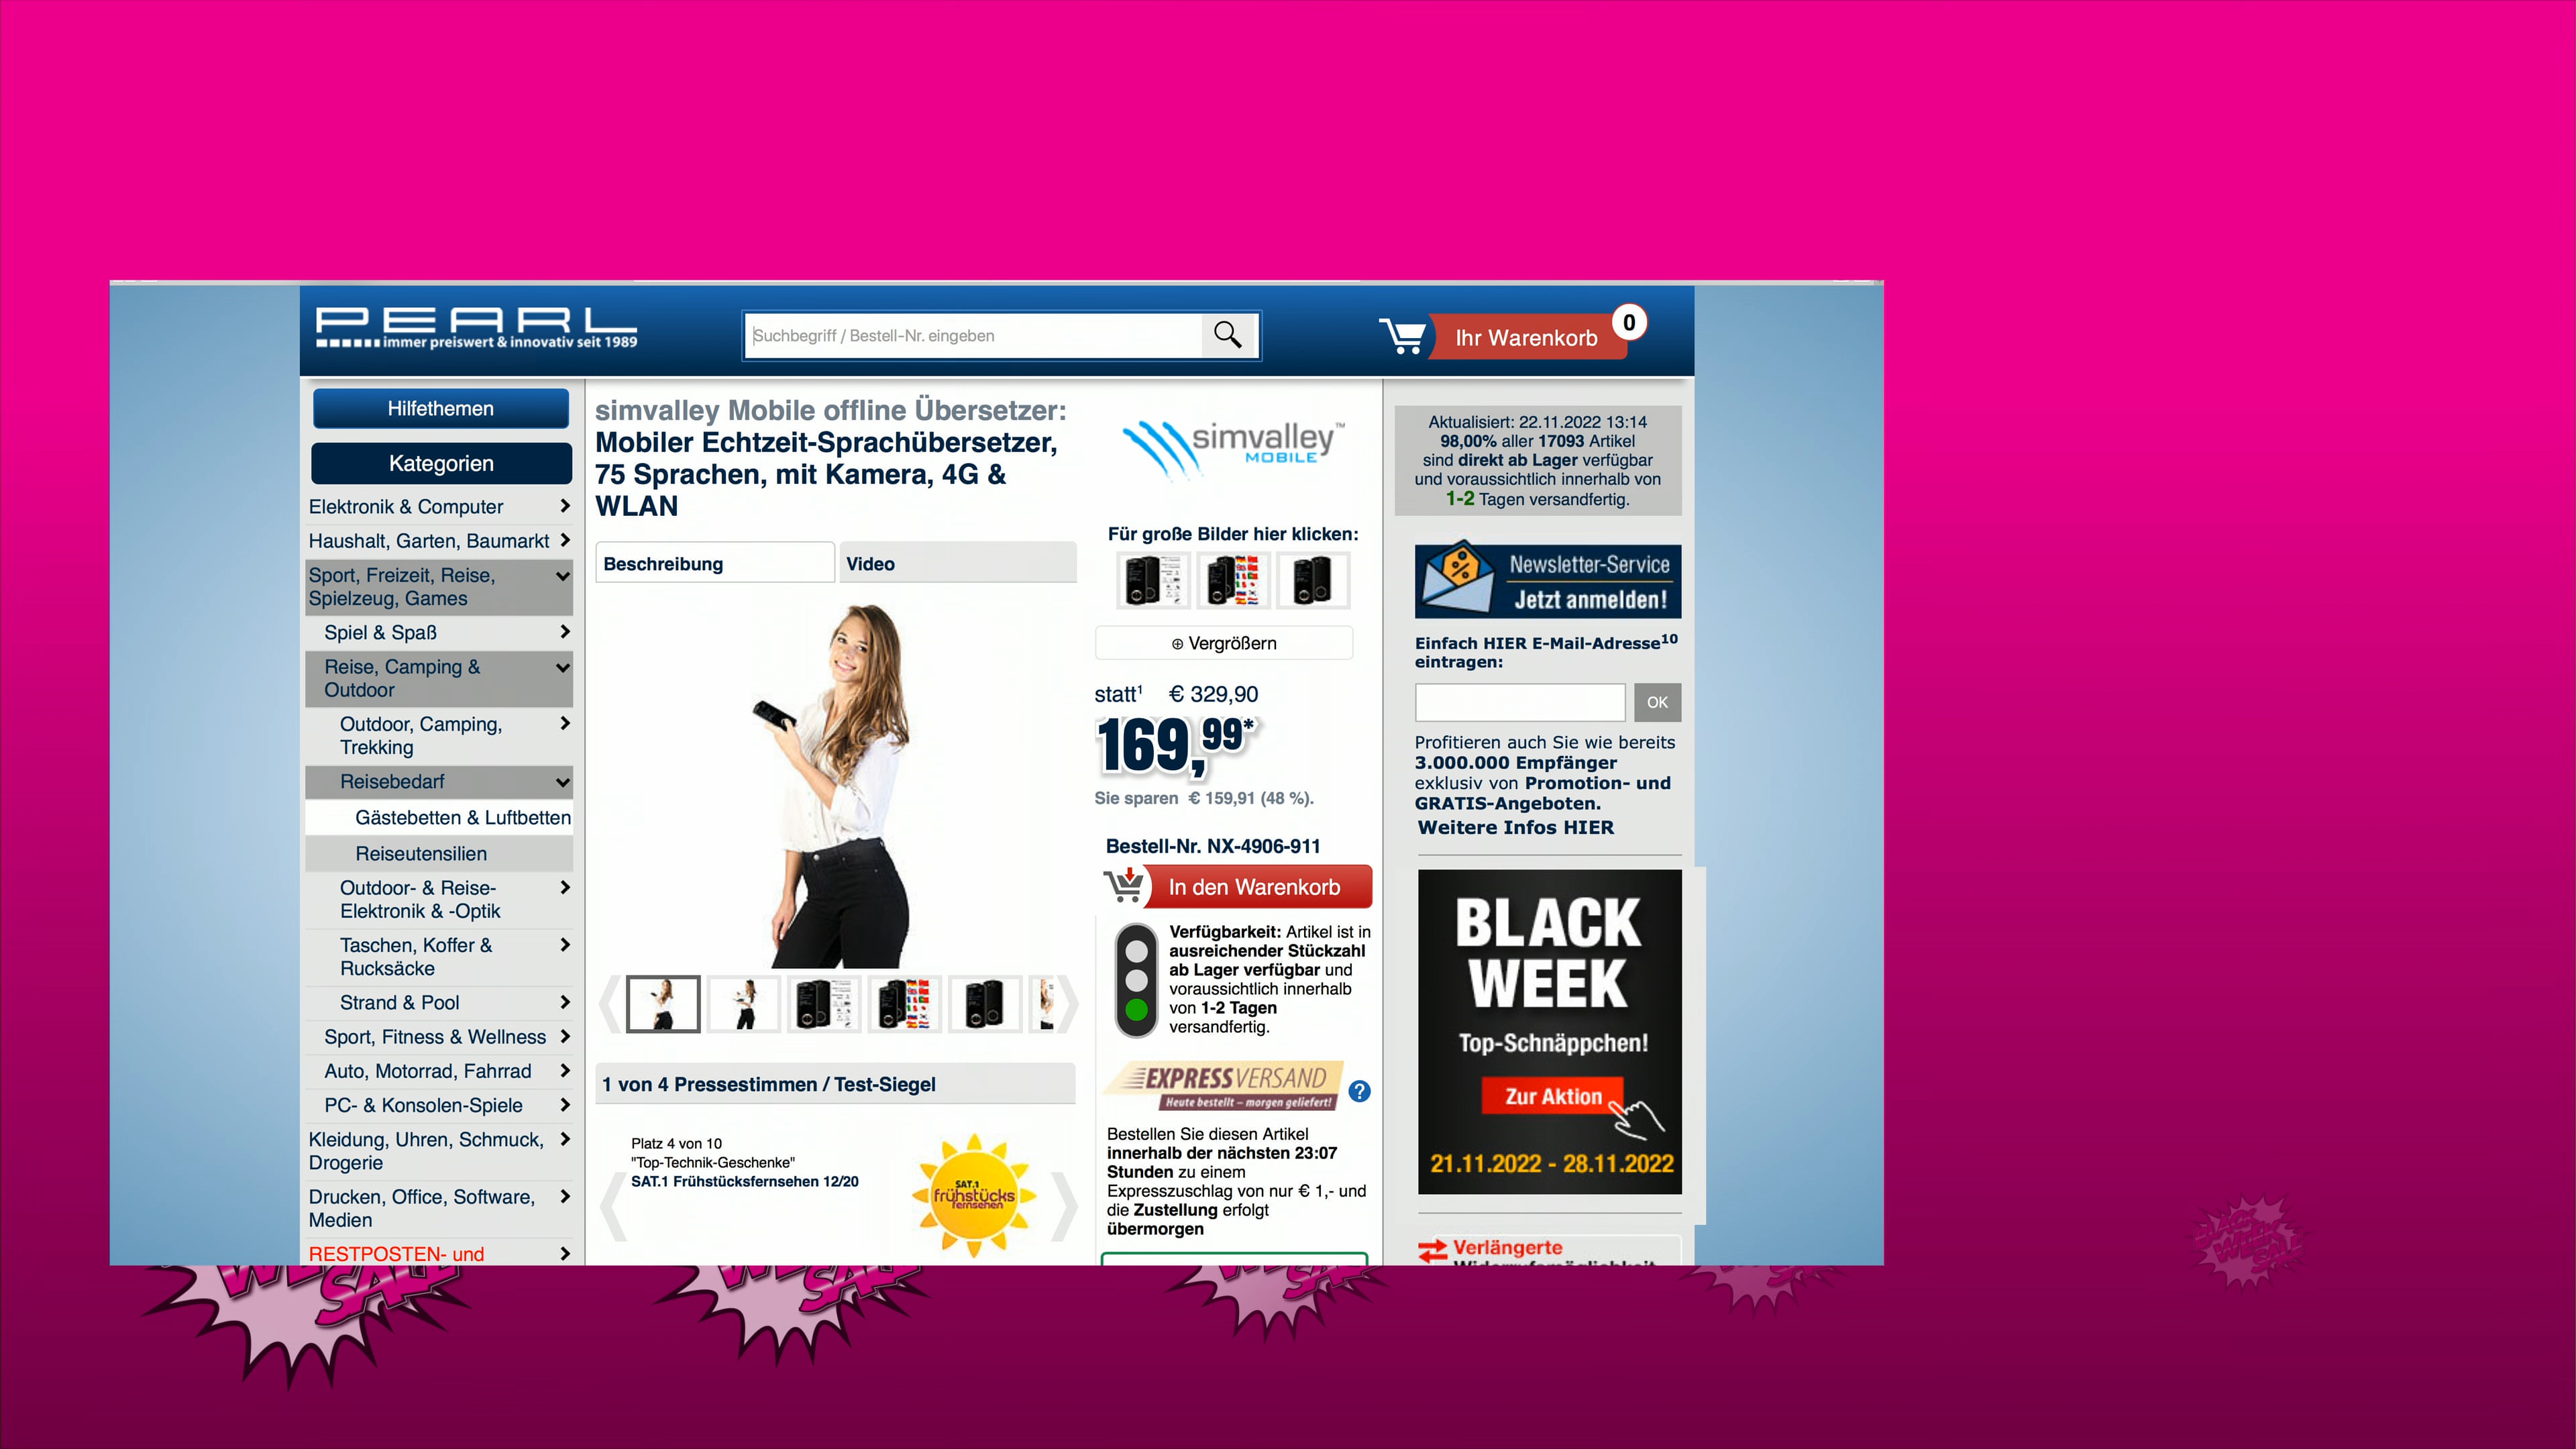 PEARL
immer preiswert & innovativ seit 1989
Suchbegriff / Bestell-Nr. eingeben
Ihr Warenkorb
0
Hilfethemen
Kategorien
Elektronik & Computer
Haushalt, Garten, Baumarkt
Sport, Freizeit, Reise,
Spielzeug, Games
Spiel & Spaß
Reise, Camping &
Outdoor
Outdoor, Camping,
Trekking
Reisebedarf
Gästebetten & Luftbetten
Reiseutensilien
Outdoor- & Reise-
Elektronik & -Optik
Taschen, Koffer &
Rucksäcke
Strand & Pool
Sport, Fitness & Wellness
Auto, Motorrad, Fahrrad
PC- & Konsolen-Spiele
Kleidung, Uhren, Schmuck,
Drogerie
Drucken, Office, Software,
Medien
RESTPOSTEN- und
simvalley Mobile offline Übersetzer:
Mobiler Echtzeit-Sprachübersetzer,
75 Sprachen, mit Kamera, 4G &
WLAN
Beschreibung
Video
1 von 4 Pressestimmen / Test-Siegel
Platz 4 von 10
"Top-Technik-Geschenke"
SAT.1 Frühstücksfernsehen 12/20
SAT.1
frühstücks
fernsehen
simvalley™
MOBILE
Für große Bilder hier klicken:
⊕ Vergrößern
statt¹ € 329,90
169,99*
Sie sparen € 159,91 (48 %).
Bestell-Nr. NX-4906-911
In den Warenkorb
Verfügbarkeit: Artikel ist in
ausreichender Stückzahl
ab Lager verfügbar und
voraussichtlich innerhalb
von 1-2 Tagen
versandfertig.
EXPRESSVERSAND
Heute bestellt – morgen geliefert!
?
Bestellen Sie diesen Artikel
innerhalb der nächsten 23:07
Stunden zu einem
Expresszuschlag von nur € 1,- und
die Zustellung erfolgt
übermorgen
Aktualisiert: 22.11.2022 13:14
98,00% aller 17093 Artikel
sind direkt ab Lager verfügbar
und voraussichtlich innerhalb von
1-2 Tagen versandfertig.
%
Newsletter-Service
Jetzt anmelden!
Einfach HIER E-Mail-Adresse¹⁰
eintragen:
OK
Profitieren auch Sie wie bereits
3.000.000 Empfänger
exklusiv von Promotion- und
GRATIS-Angeboten.
Weitere Infos HIER
BLACK
WEEK
Top-Schnäppchen!
Zur Aktion
21.11.2022 - 28.11.2022
Verlängerte
SALE
SALE
SALE